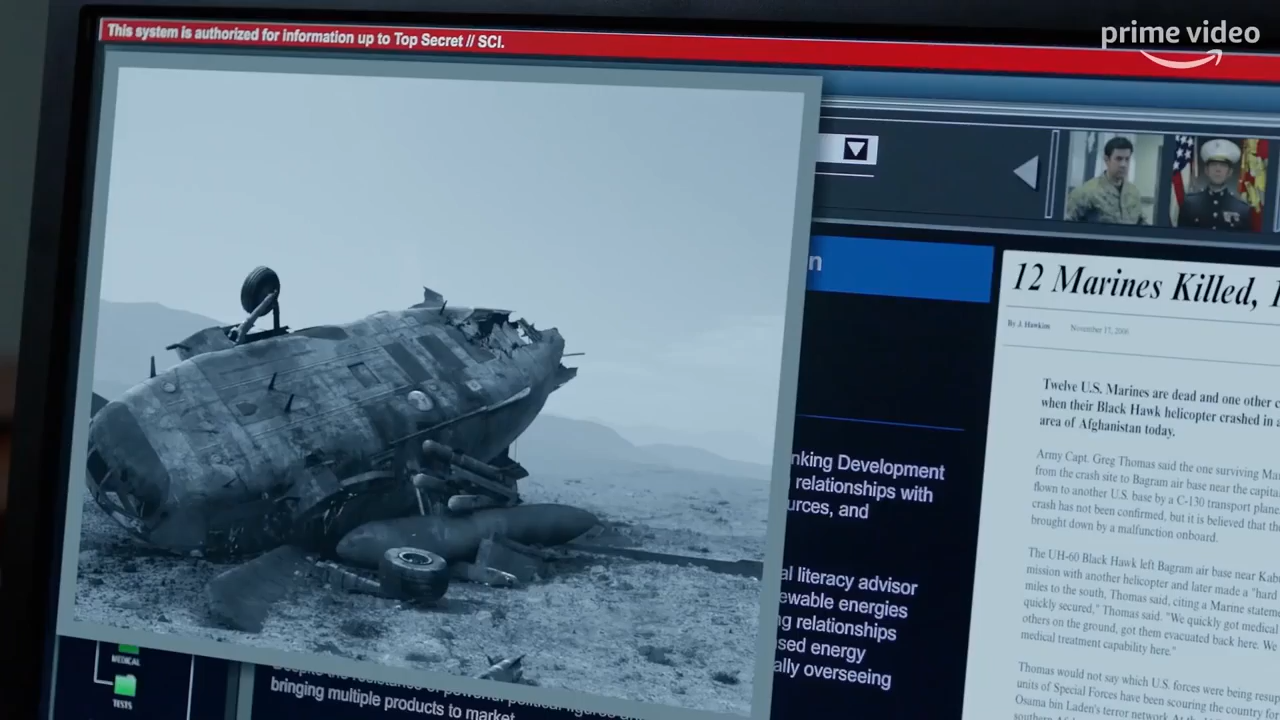 This system is authorized for information up to Top Secret // SCI.
prime video
n
12 Marines Killed, 1
By J. Hawkins November 15, 2006
Twelve U.S. Marines are dead and one other c
when their Black Hawk helicopter crashed in a
area of Afghanistan today.
Army Capt. Greg Thomas said the one surviving Ma
from the crash site to Bagram air base near the capita
flown to another U.S. base by a C-130 transport plane
crash has not been confirmed, but it is believed that th
brought down by a malfunction onboard.
The UH-60 Black Hawk left Bagram air base near Kab
mission with another helicopter and later made a "hard
miles to the south, Thomas said, citing a Marine stateme
quickly secured," Thomas said. "We quickly got medical
others on the ground, got them evacuated back here. We
medical treatment capability here."
Thomas would not say which U.S. forces were being resup
units of Special Forces have been scouring the country for
Osama bin Laden's terror network
nking Development
relationships with
urces, and
al literacy advisor
ewable energies
g relationships
sed energy
ally overseeing
MEDICAL
TESTS
bringing multiple products to market.